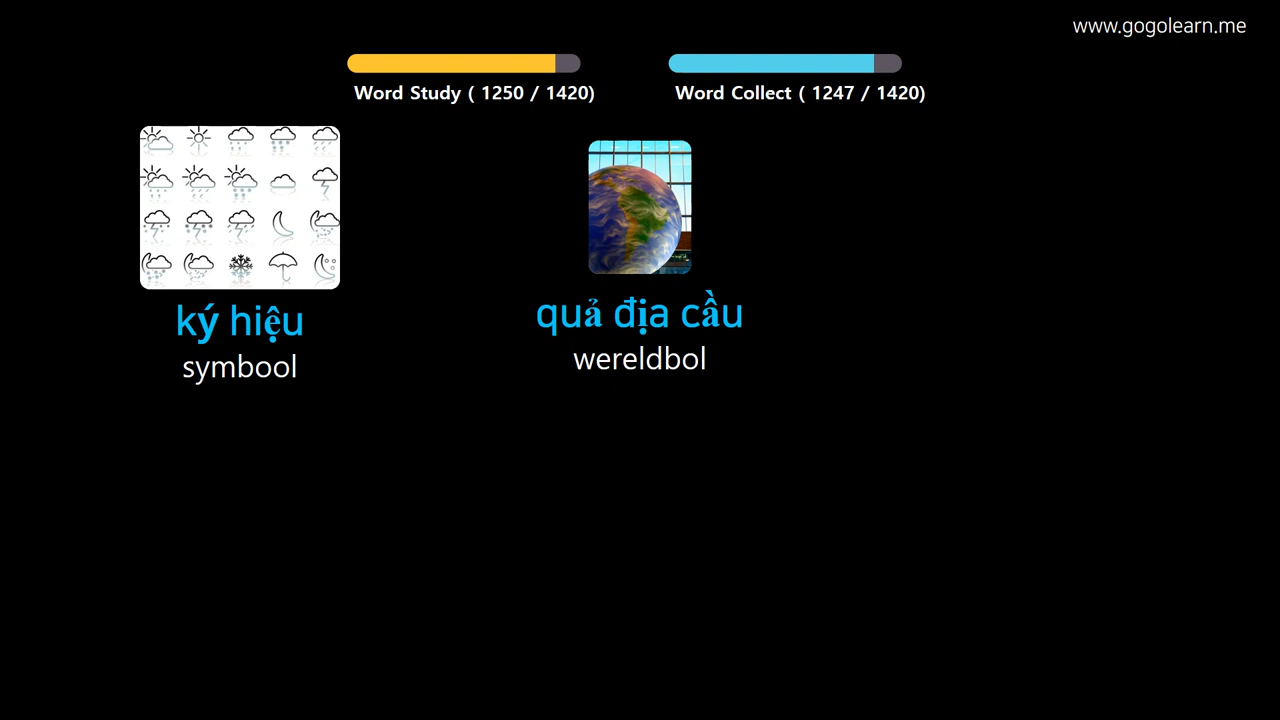 www.gogolearn.me
Word Study ( 1250 / 1420)
Word Collect ( 1247 / 1420)
ký hiệu
symbool
quả địa cầu
wereldbol